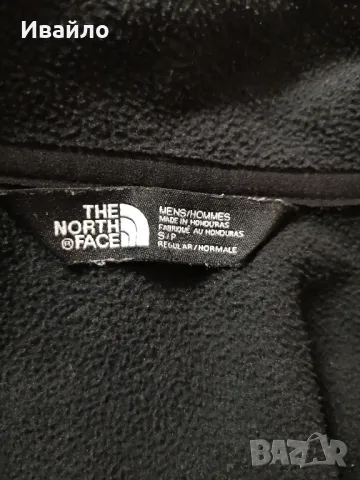 Ивайло
THE
NORTH
®FACE
MENS/HOMMES
MADE IN HONDURAS
FABRIQUÉ AU HONDURAS
S/P
REGULAR/NORMALE
BAZAR